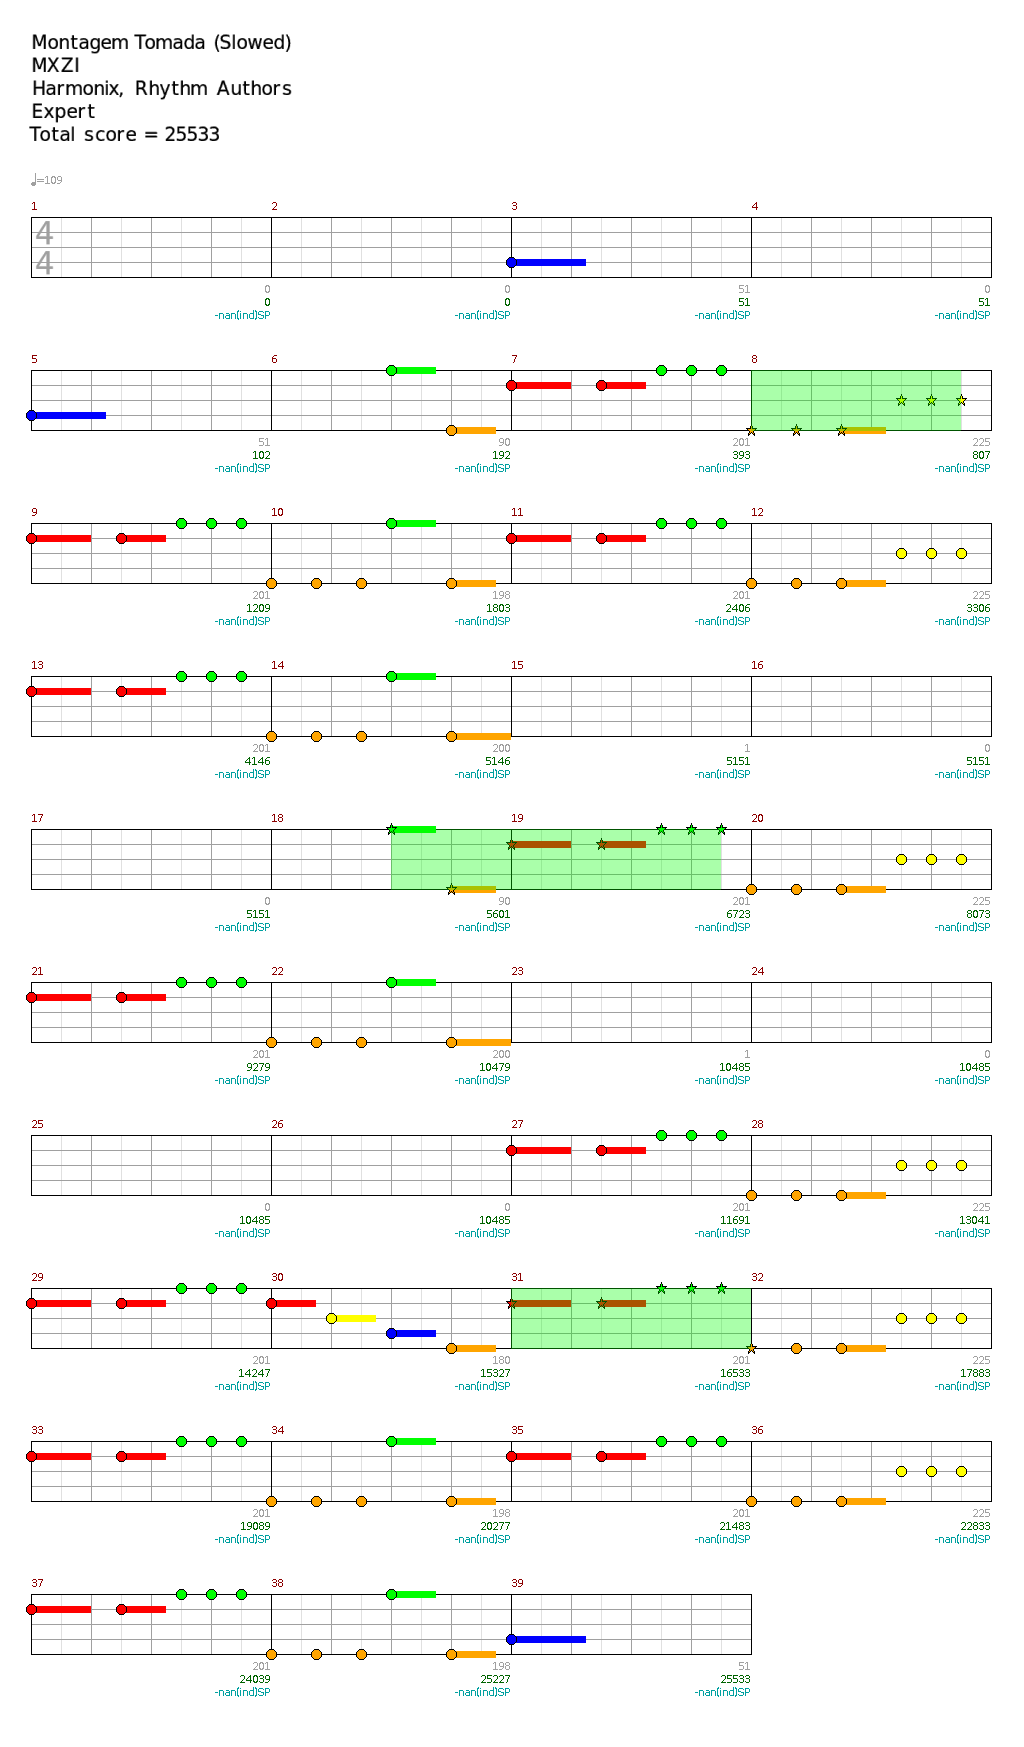 Montagem Tomada (Slowed)
MXZI
Harmonix, Rhythm Authors
Expert
Total score = 25533
♩=109
1 2 3 4
4
4
0 0 51 0
0 0 51 51
-nan(ind)SP -nan(ind)SP -nan(ind)SP -nan(ind)SP
5 6 7 8
51 90 201 225
102 192 393 807
-nan(ind)SP -nan(ind)SP -nan(ind)SP -nan(ind)SP
9 10 11 12
201 198 201 225
1209 1803 2406 3306
-nan(ind)SP -nan(ind)SP -nan(ind)SP -nan(ind)SP
13 14 15 16
201 200 1 0
4146 5146 5151 5151
-nan(ind)SP -nan(ind)SP -nan(ind)SP -nan(ind)SP
17 18 19 20
0 90 201 225
5151 5601 6723 8073
-nan(ind)SP -nan(ind)SP -nan(ind)SP -nan(ind)SP
21 22 23 24
201 200 1 0
9279 10479 10485 10485
-nan(ind)SP -nan(ind)SP -nan(ind)SP -nan(ind)SP
25 26 27 28
0 0 201 225
10485 10485 11691 13041
-nan(ind)SP -nan(ind)SP -nan(ind)SP -nan(ind)SP
29 30 31 32
201 180 201 225
14247 15327 16533 17883
-nan(ind)SP -nan(ind)SP -nan(ind)SP -nan(ind)SP
33 34 35 36
201 198 201 225
19089 20277 21483 22833
-nan(ind)SP -nan(ind)SP -nan(ind)SP -nan(ind)SP
37 38 39
201 198 51
24039 25227 25533
-nan(ind)SP -nan(ind)SP -nan(ind)SP